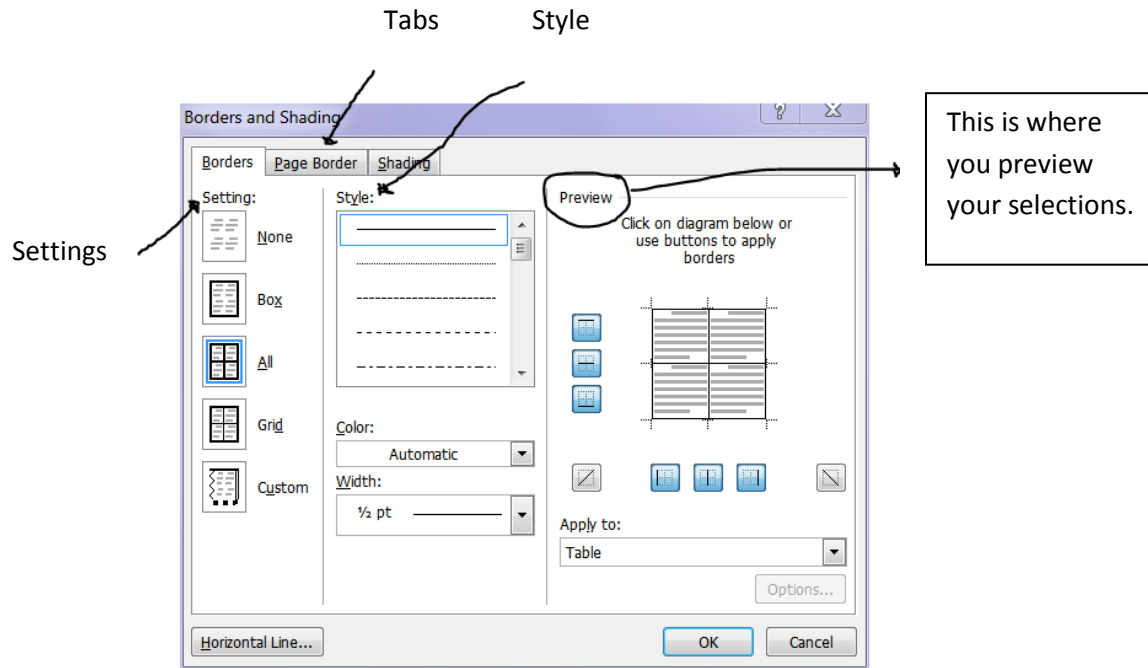 Tabs
Style
Borders and Shading
?
This is where
you preview
your selections.
Borders
Page Border
Shading
Settings
Setting:
None
Box
All
Grid
Custom
Style:
Color:
Automatic
Width:
½ pt
Preview
Click on diagram below or
use buttons to apply
borders
Apply to:
Table
Options...
Horizontal Line...
OK
Cancel